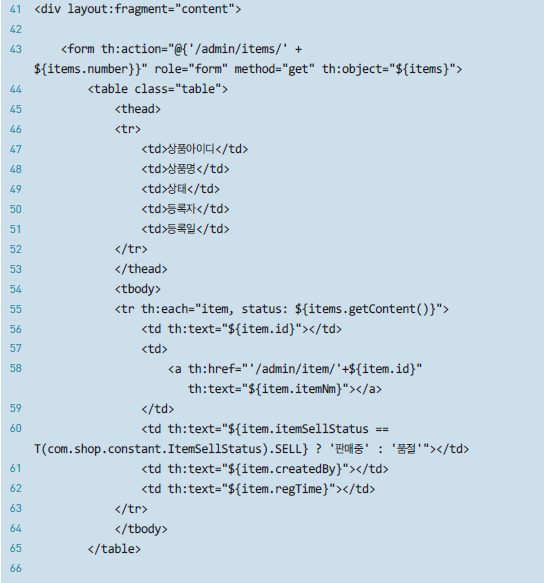 41 <div layout:fragment="content">
42
43     <form th:action="@{'/admin/items/' +
${items.number}}" role="form" method="get" th:object="${items}">
44         <table class="table">
45             <thead>
46             <tr>
47                 <td>상품아이디</td>
48                 <td>상품명</td>
49                 <td>상태</td>
50                 <td>등록자</td>
51                 <td>등록일</td>
52             </tr>
53             </thead>
54             <tbody>
55             <tr th:each="item, status: ${items.getContent()}">
56                 <td th:text="${item.id}"></td>
57                 <td>
58                     <a th:href="'/admin/item/'+${item.id}"
                        th:text="${item.itemNm}"></a>
59                 </td>
60                 <td th:text="${item.itemSellStatus ==
T(com.shop.constant.ItemSellStatus).SELL} ? '판매중' : '품절'"></td>
61                 <td th:text="${item.createdBy}"></td>
62                 <td th:text="${item.regTime}"></td>
63             </tr>
64             </tbody>
65         </table>
66